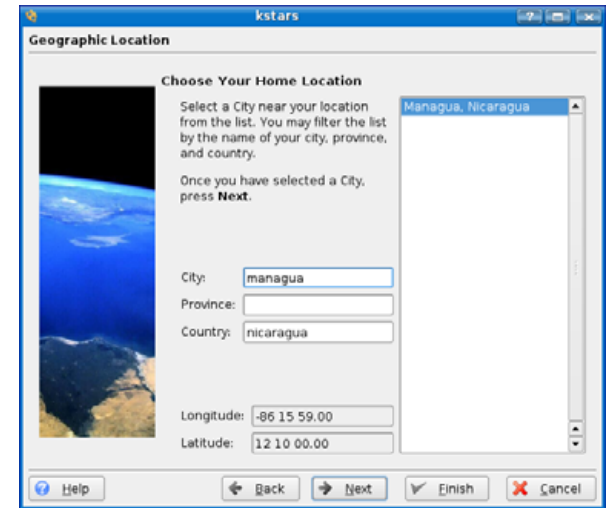 kstars
Geographic Location
Choose Your Home Location
Select a City near your location
from the list. You may filter the list
by the name of your city, province,
and country.
Once you have selected a City,
press Next.
Managua, Nicaragua
City: managua
Province:
Country: nicaragua
Longitude: -86 15 59.00
Latitude: 12 10 00.00
Help Back Next Finish Cancel